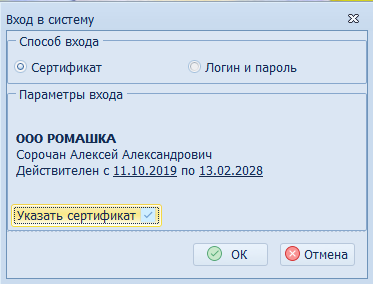 Вход в систему
Способ входа
Сертификат
Логин и пароль
Параметры входа
ООО РОМАШКА
Сорочан Алексей Александрович
Действителен с 11.10.2019 по 13.02.2028
Указать сертификат
ОК
Отмена